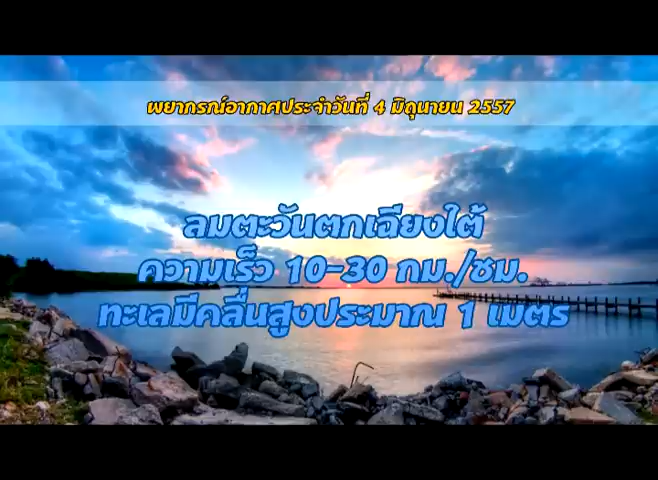 พยากรณ์อากาศประจำวันที่ 4 มิถุนายน 2557
ลมตะวันตกเฉียงใต้
ความเร็ว 10-30 กม./ชม.
ทะเลมีคลื่นสูงประมาณ 1 เมตร